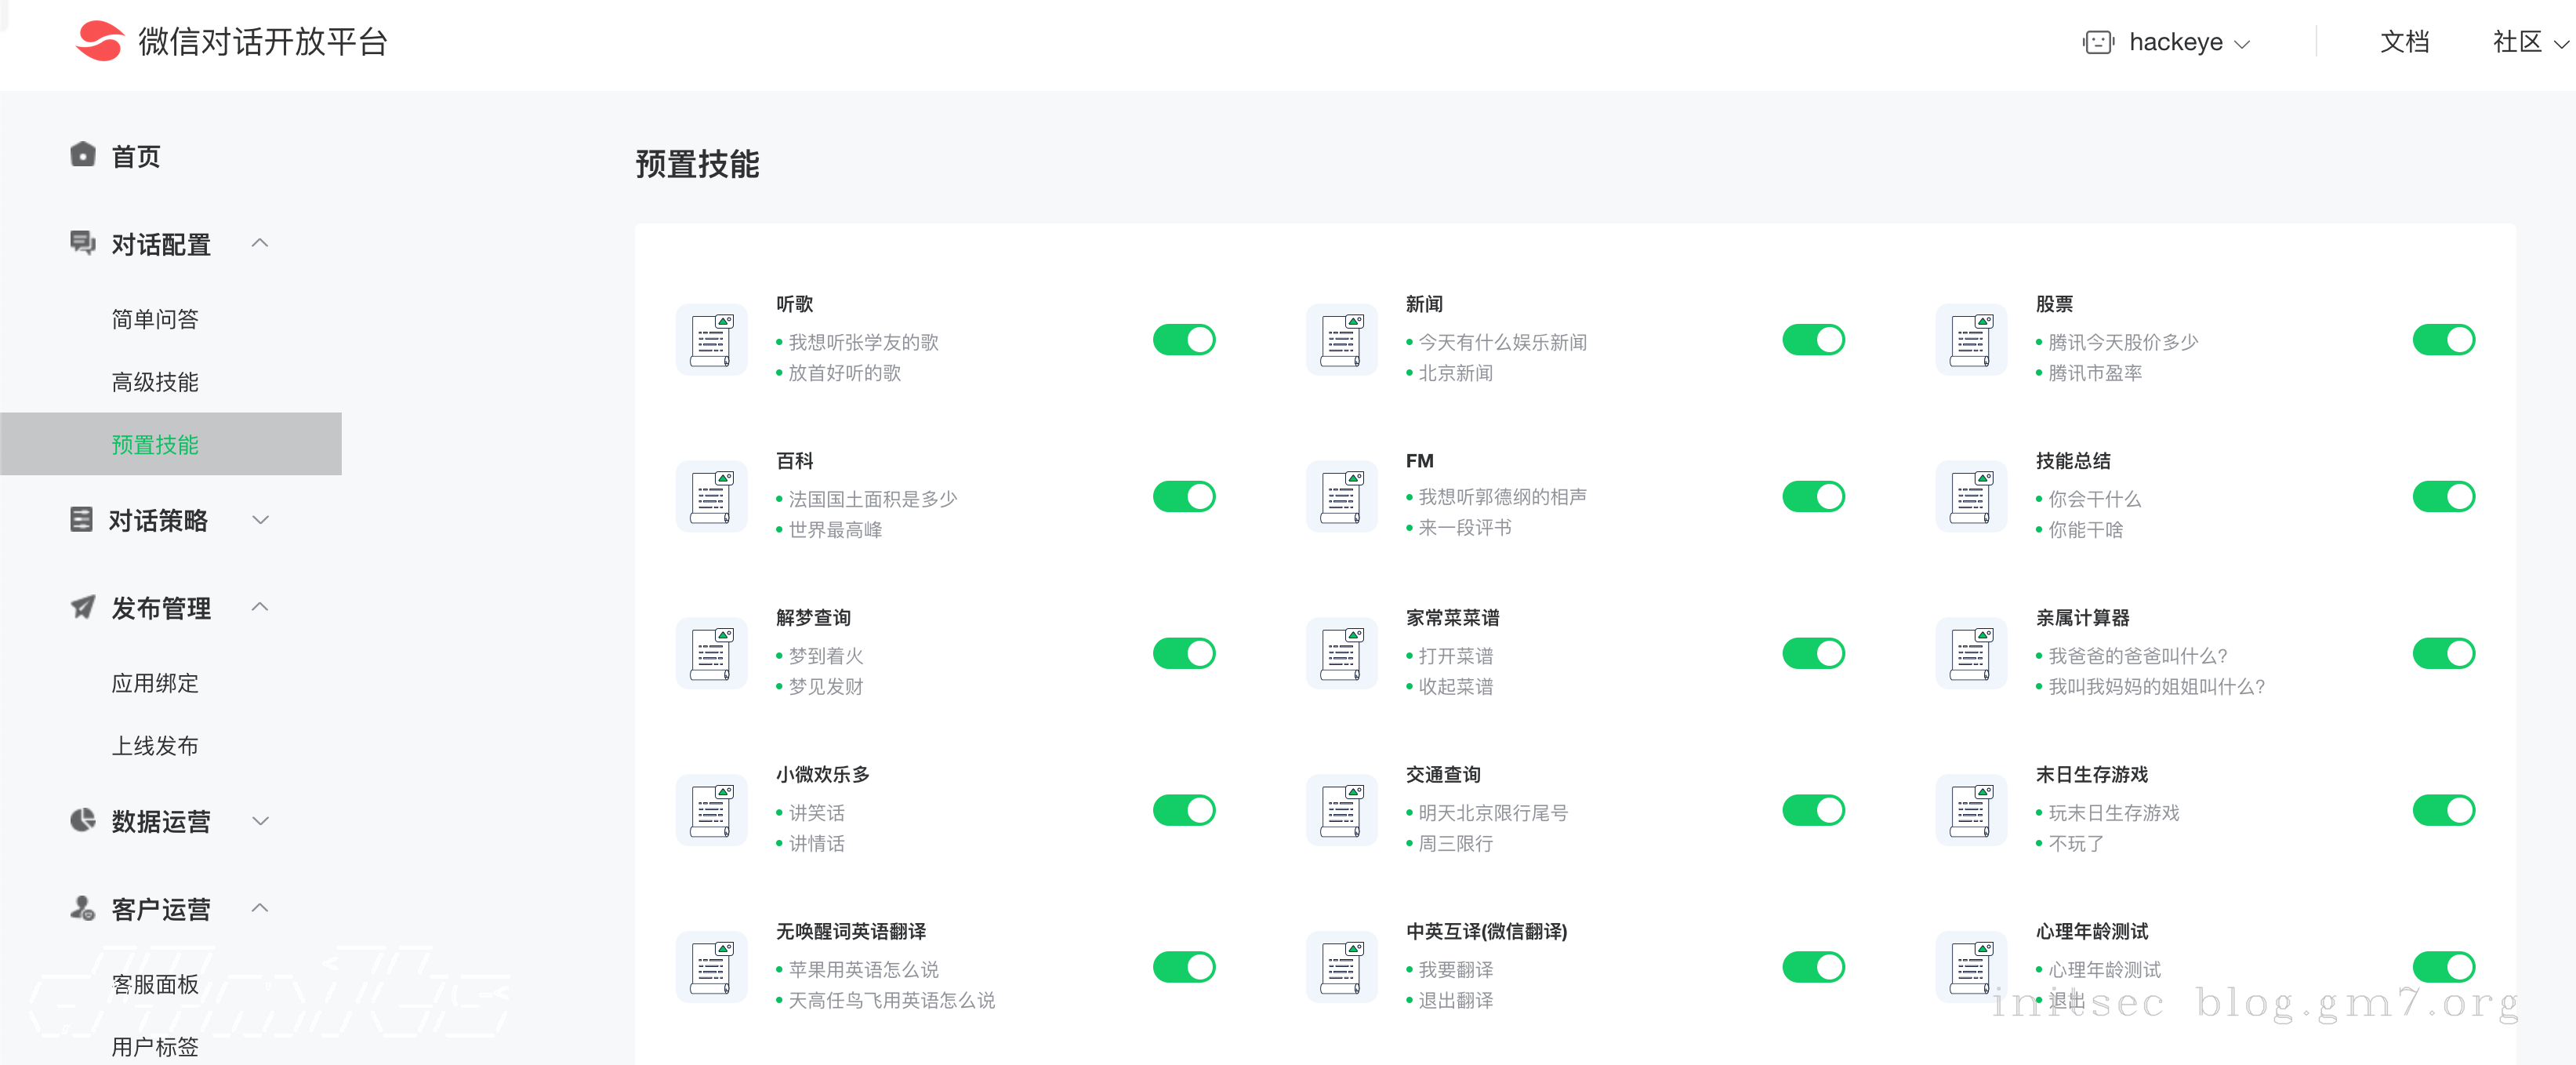 微信对话开放平台
hackeye
文档
社区
首页
对话配置
简单问答
高级技能
预置技能
对话策略
发布管理
应用绑定
上线发布
数据运营
客户运营
客服面板
用户标签
预置技能
听歌
我想听张学友的歌
放首好听的歌
新闻
今天有什么娱乐新闻
北京新闻
股票
腾讯今天股价多少
腾讯市盈率
百科
法国国土面积是多少
世界最高峰
FM
我想听郭德纲的相声
来一段评书
技能总结
你会干什么
你能干啥
解梦查询
梦到着火
梦见发财
家常菜菜谱
打开菜谱
收起菜谱
亲属计算器
我爸爸的爸爸叫什么?
我叫我妈妈的姐姐叫什么?
小微欢乐多
讲笑话
讲情话
交通查询
明天北京限行尾号
周三限行
末日生存游戏
玩末日生存游戏
不玩了
无唤醒词英语翻译
苹果用英语怎么说
天高任鸟飞用英语怎么说
中英互译(微信翻译)
我要翻译
退出翻译
心理年龄测试
心理年龄测试
退出
initsec blog.gm7.org